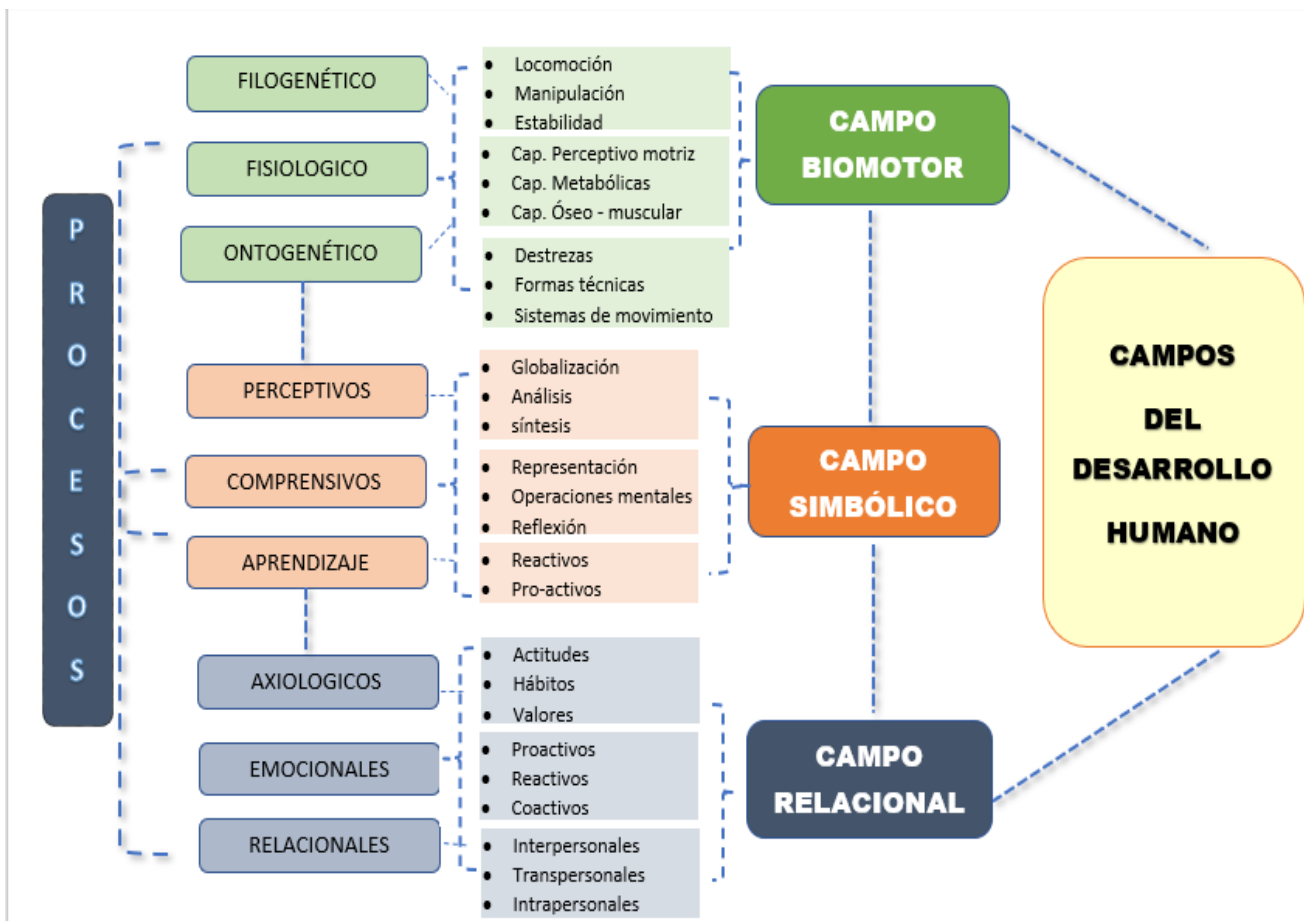 PROCESOS
FILOGENÉTICO
FISIOLOGICO
ONTOGENÉTICO
PERCEPTIVOS
COMPRENSIVOS
APRENDIZAJE
AXIOLOGICOS
EMOCIONALES
RELACIONALES
• Locomoción
• Manipulación
• Estabilidad
• Cap. Perceptivo motriz
• Cap. Metabólicas
• Cap. Óseo - muscular
• Destrezas
• Formas técnicas
• Sistemas de movimiento
• Globalización
• Análisis
• síntesis
• Representación
• Operaciones mentales
• Reflexión
• Reactivos
• Pro-activos
• Actitudes
• Hábitos
• Valores
• Proactivos
• Reactivos
• Coactivos
• Interpersonales
• Transpersonales
• Intrapersonales
CAMPO
BIOMOTOR
CAMPO
SIMBÓLICO
CAMPO
RELACIONAL
CAMPOS
DEL
DESARROLLO
HUMANO